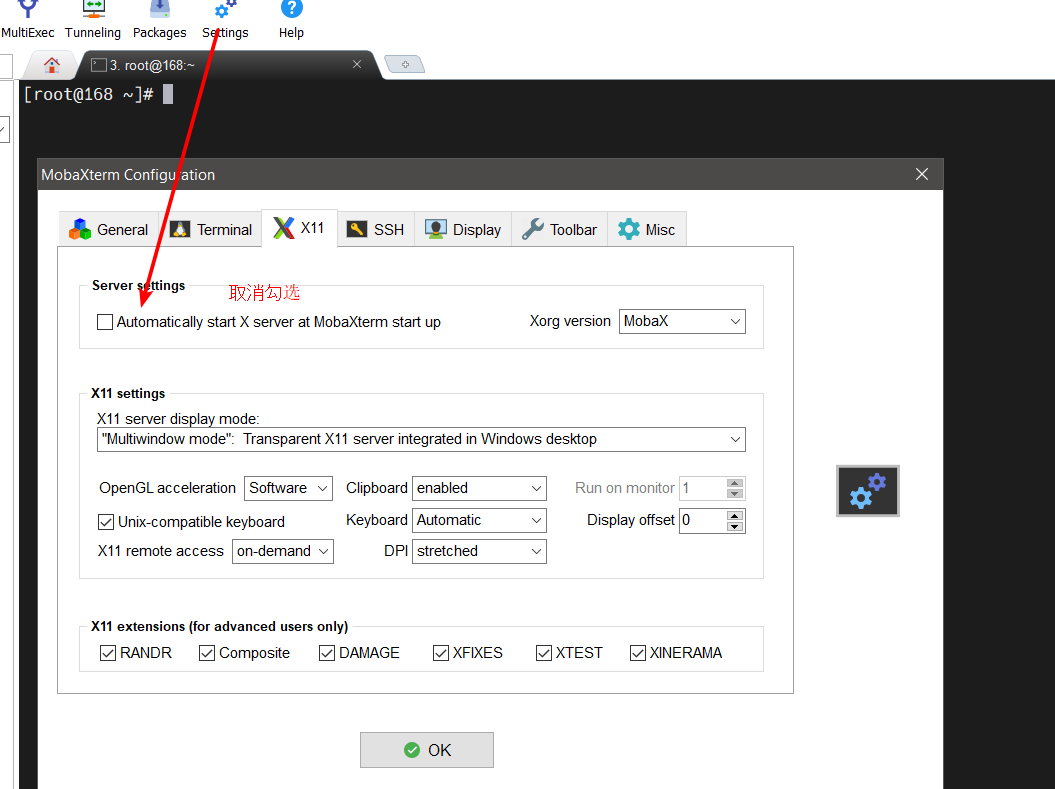 MultiExec Tunneling Packages Settings Help
3. root@168:~
[root@168 ~]#
MobaXterm Configuration
General Terminal X11 SSH Display Toolbar Misc
Server settings
取消勾选
Automatically start X server at MobaXterm start up Xorg version MobaX
X11 settings
X11 server display mode:
"Multiwindow mode": Transparent X11 server integrated in Windows desktop
OpenGL acceleration Software Clipboard enabled Run on monitor 1
Unix-compatible keyboard Keyboard Automatic Display offset 0
X11 remote access on-demand DPI stretched
X11 extensions (for advanced users only)
RANDR Composite DAMAGE XFIXES XTEST XINERAMA
OK